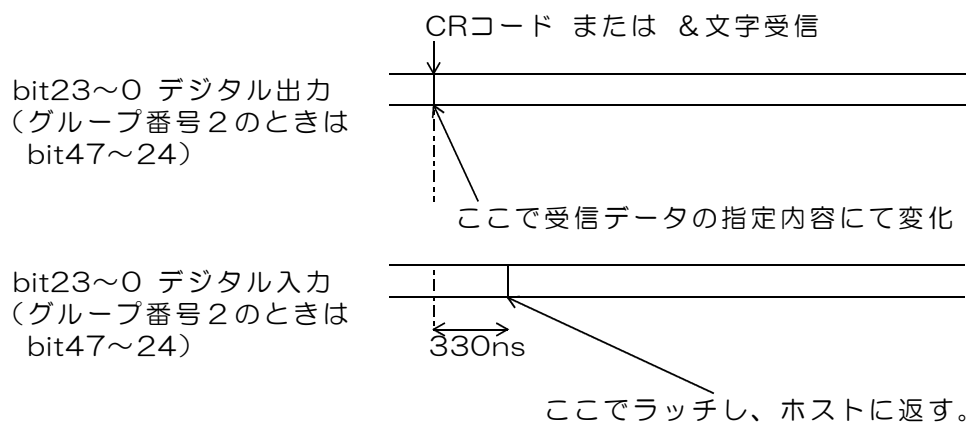 CRコード または &文字受信
bit23~0 デジタル出力
(グループ番号2のときは
bit47~24)
ここで受信データの指定内容にて変化
bit23~0 デジタル入力
(グループ番号2のときは
bit47~24)
330ns
ここでラッチし、ホストに返す。